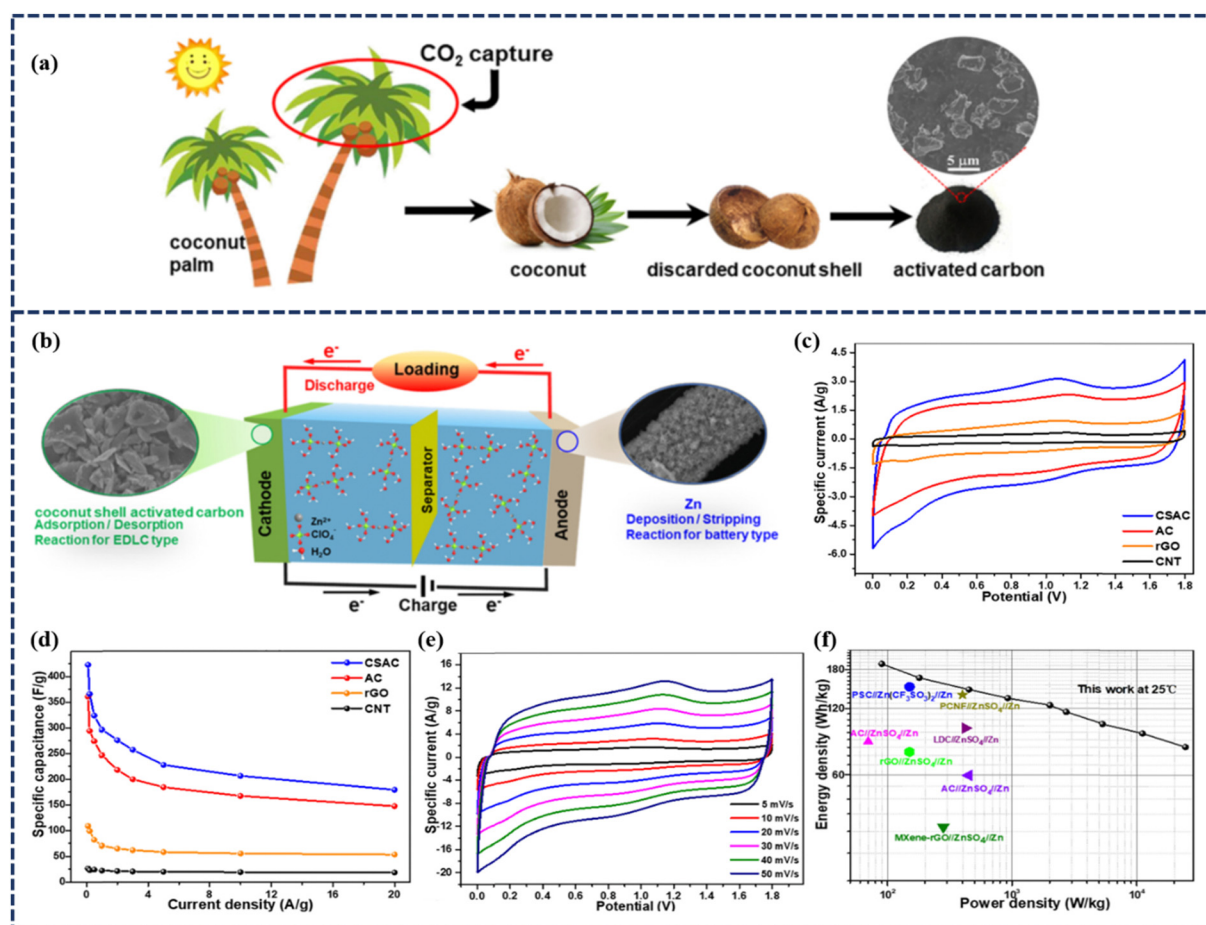 (a)
CO2 capture
coconut
palm
coconut
discarded coconut shell
activated carbon
5 μm
(b)
e-
Loading
e-
Discharge
Cathode
Separator
Anode
Zn2+
ClO4-
H2O
coconut shell activated carbon
Adsorption / Desorption
Reaction for EDLC type
Zn
Deposition / Stripping
Reaction for battery type
e-
Charge
e-
(c)
Specific current (A/g)
4.5
3.0
1.5
0.0
-1.5
-3.0
-4.5
-6.0
CSAC
AC
rGO
CNT
0.0 0.2 0.4 0.6 0.8 1.0 1.2 1.4 1.6 1.8
Potential (V)
(d)
Specific capacitance (F/g)
400
350
300
250
200
150
100
50
0
CSAC
AC
rGO
CNT
0 5 10 15 20
Current density (A/g)
(e)
Specific current (A/g)
16
12
8
4
0
-4
-8
-12
-16
-20
5 mV/s
10 mV/s
20 mV/s
30 mV/s
40 mV/s
50 mV/s
0.0 0.2 0.4 0.6 0.8 1.0 1.2 1.4 1.6 1.8
Potential (V)
(f)
Energy density (Wh/kg)
180
120
60
This work at 25℃
PSC//Zn(CF3SO3)2//Zn
PCNF//ZnSO4//Zn
AC//ZnSO4//Zn
LDC//ZnSO4//Zn
rGO//ZnSO4//Zn
AC//ZnSO4//Zn
MXene-rGO//ZnSO4//Zn
10^2 10^3 10^4
Power density (W/kg)